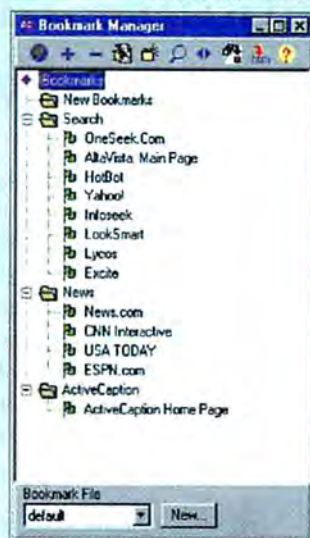 Bookmark Manager
Bookmarks
New Bookmarks
Search
OneSeek.Com
AltaVista: Main Page
HotBot
Yahoo!
Infoseek
LookSmart
Lycos
Excite
News
News.com
CNN Interactive
USA TODAY
ESPN.com
ActiveCaption
ActiveCaption Home Page
Bookmark File
default
New...